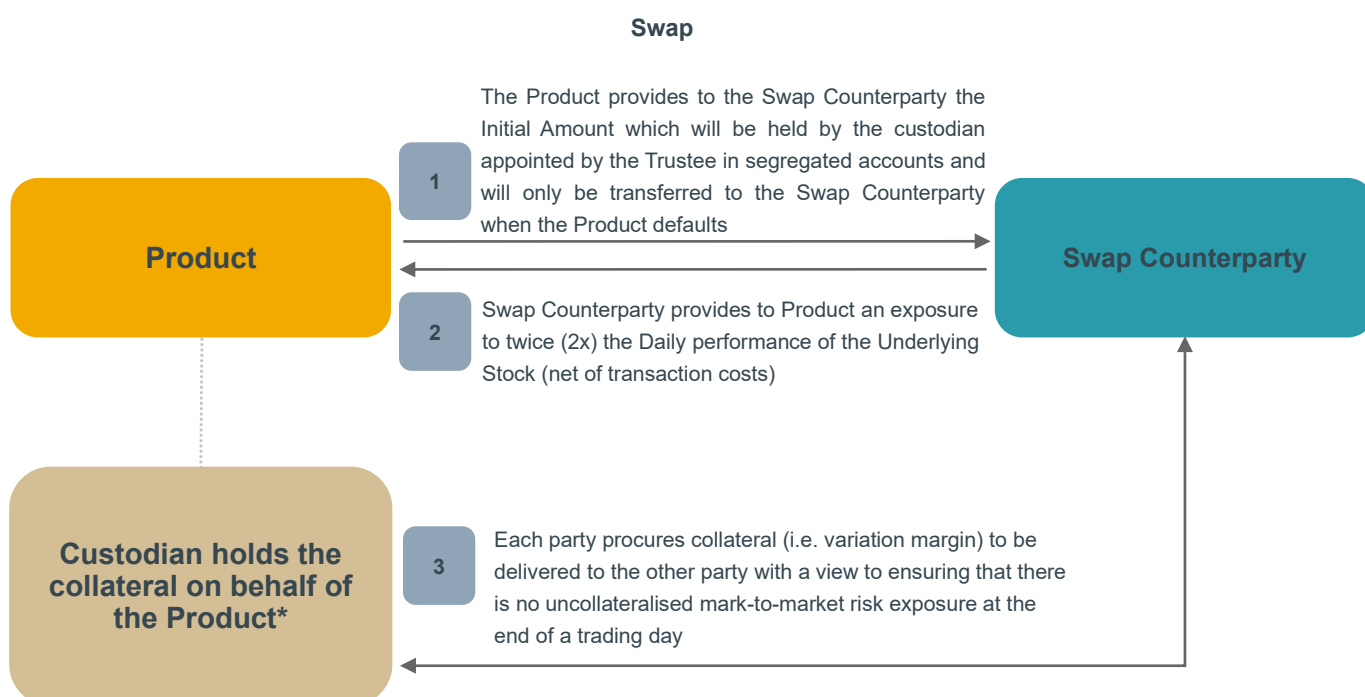 Swap
The Product provides to the Swap Counterparty the
Initial Amount which will be held by the custodian
appointed by the Trustee in segregated accounts and
will only be transferred to the Swap Counterparty
when the Product defaults
1
Product
Swap Counterparty
2
Swap Counterparty provides to Product an exposure
to twice (2x) the Daily performance of the Underlying
Stock (net of transaction costs)
Custodian holds the
collateral on behalf of
the Product*
3
Each party procures collateral (i.e. variation margin) to be
delivered to the other party with a view to ensuring that there
is no uncollateralised mark-to-market risk exposure at the
end of a trading day